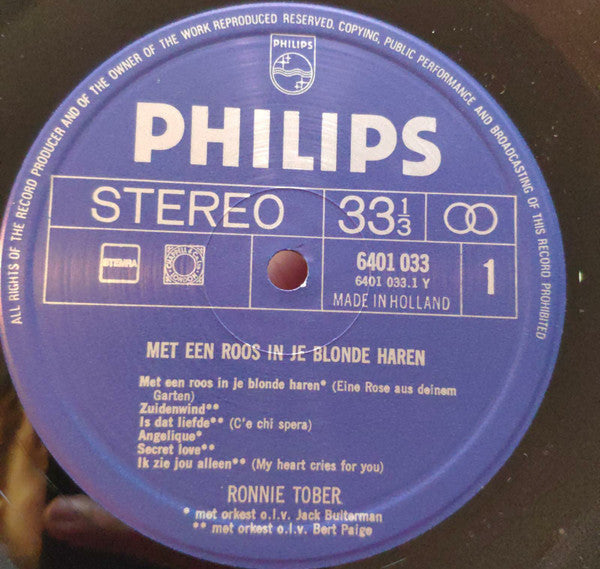 ALL RIGHTS OF THE RECORD PRODUCER AND OF THE OWNER OF THE WORK REPRODUCED RESERVED. COPYING, PUBLIC PERFORMANCE AND BROADCASTING OF THIS RECORD PROHIBITED
PHILIPS
PHILIPS
STEREO 33 1/3
STEMRA 6401 033 1
6401 033.1 Y
MADE IN HOLLAND
MET EEN ROOS IN JE BLONDE HAREN
Met een roos in je blonde haren* (Eine Rose aus deinem
Garten)
Zuidenwind**
Is dat liefde** (C'e chi spera)
Angelique*
Secret love**
Ik zie jou alleen** (My heart cries for you)
RONNIE TOBER
* met orkest o.l.v. Jack Bulterman
** met orkest o.l.v. Bert Paige